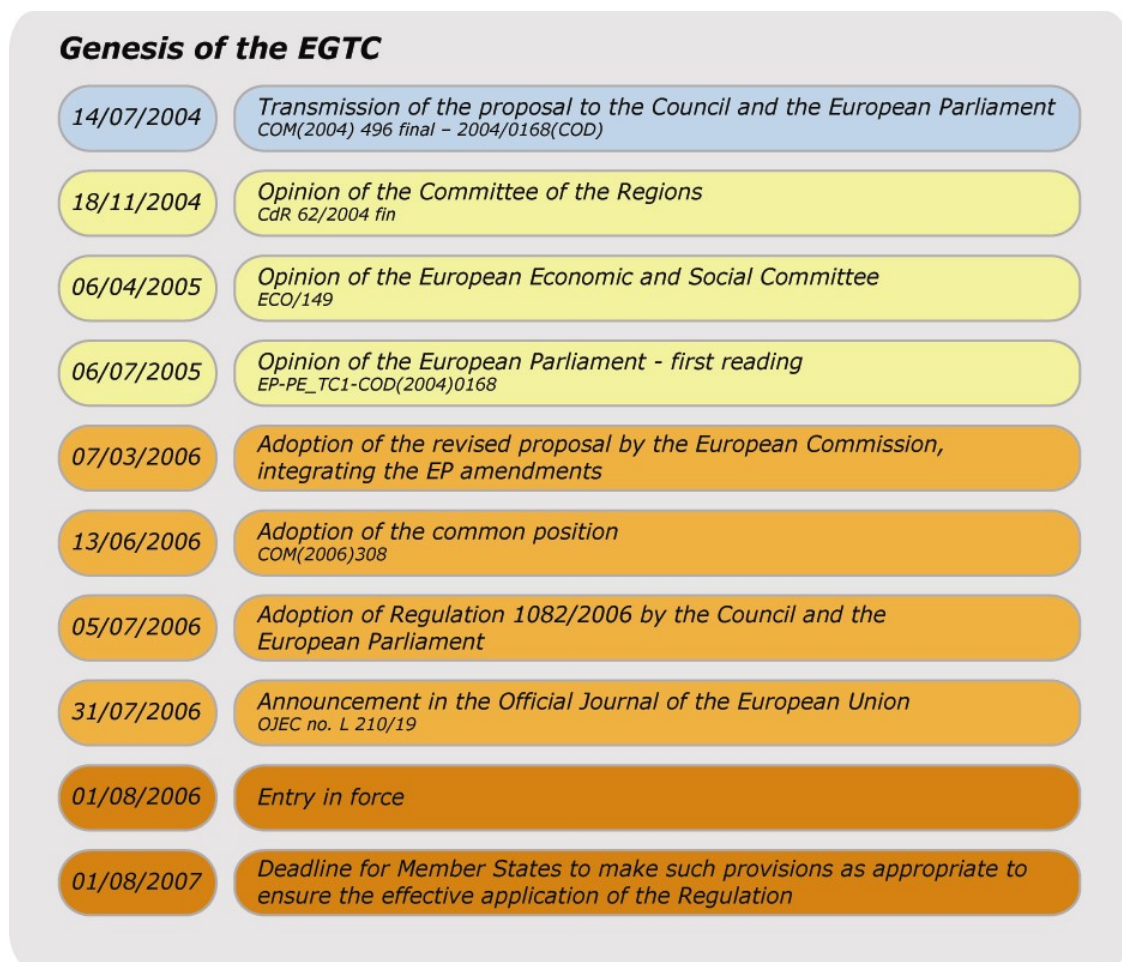 Genesis of the EGTC
14/07/2004
Transmission of the proposal to the Council and the European Parliament
COM(2004) 496 final – 2004/0168(COD)
18/11/2004
Opinion of the Committee of the Regions
CdR 62/2004 fin
06/04/2005
Opinion of the European Economic and Social Committee
ECO/149
06/07/2005
Opinion of the European Parliament - first reading
EP-PE_TC1-COD(2004)0168
07/03/2006
Adoption of the revised proposal by the European Commission,
integrating the EP amendments
13/06/2006
Adoption of the common position
COM(2006)308
05/07/2006
Adoption of Regulation 1082/2006 by the Council and the
European Parliament
31/07/2006
Announcement in the Official Journal of the European Union
OJEC no. L 210/19
01/08/2006
Entry in force
01/08/2007
Deadline for Member States to make such provisions as appropriate to
ensure the effective application of the Regulation